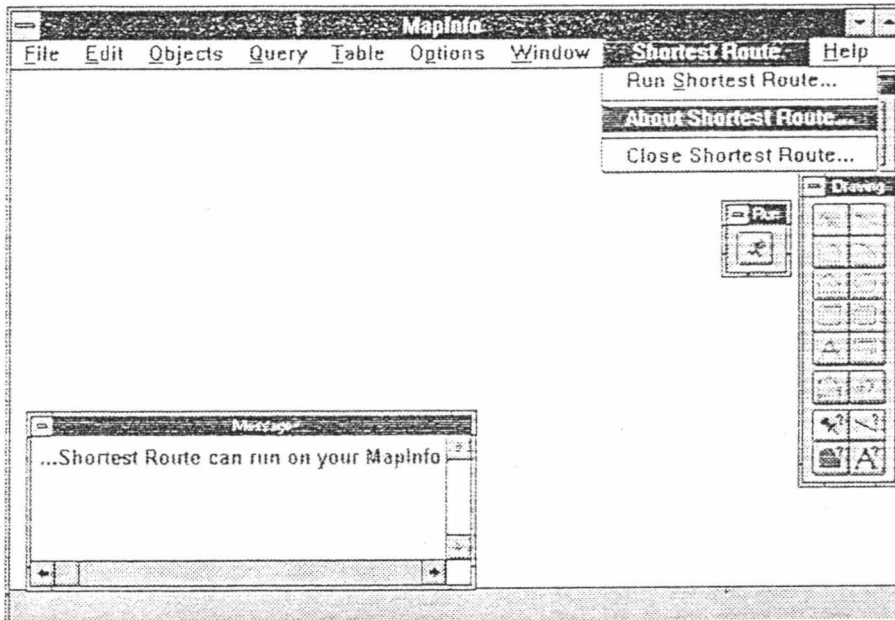 MapInfo
File Edit Objects Query Table Options Window Shortest Route Help
Run Shortest Route...
About Shortest Route...
Close Shortest Route...
Drawing
Run
Message
...Shortest Route can run on your MapInfo
A
A?